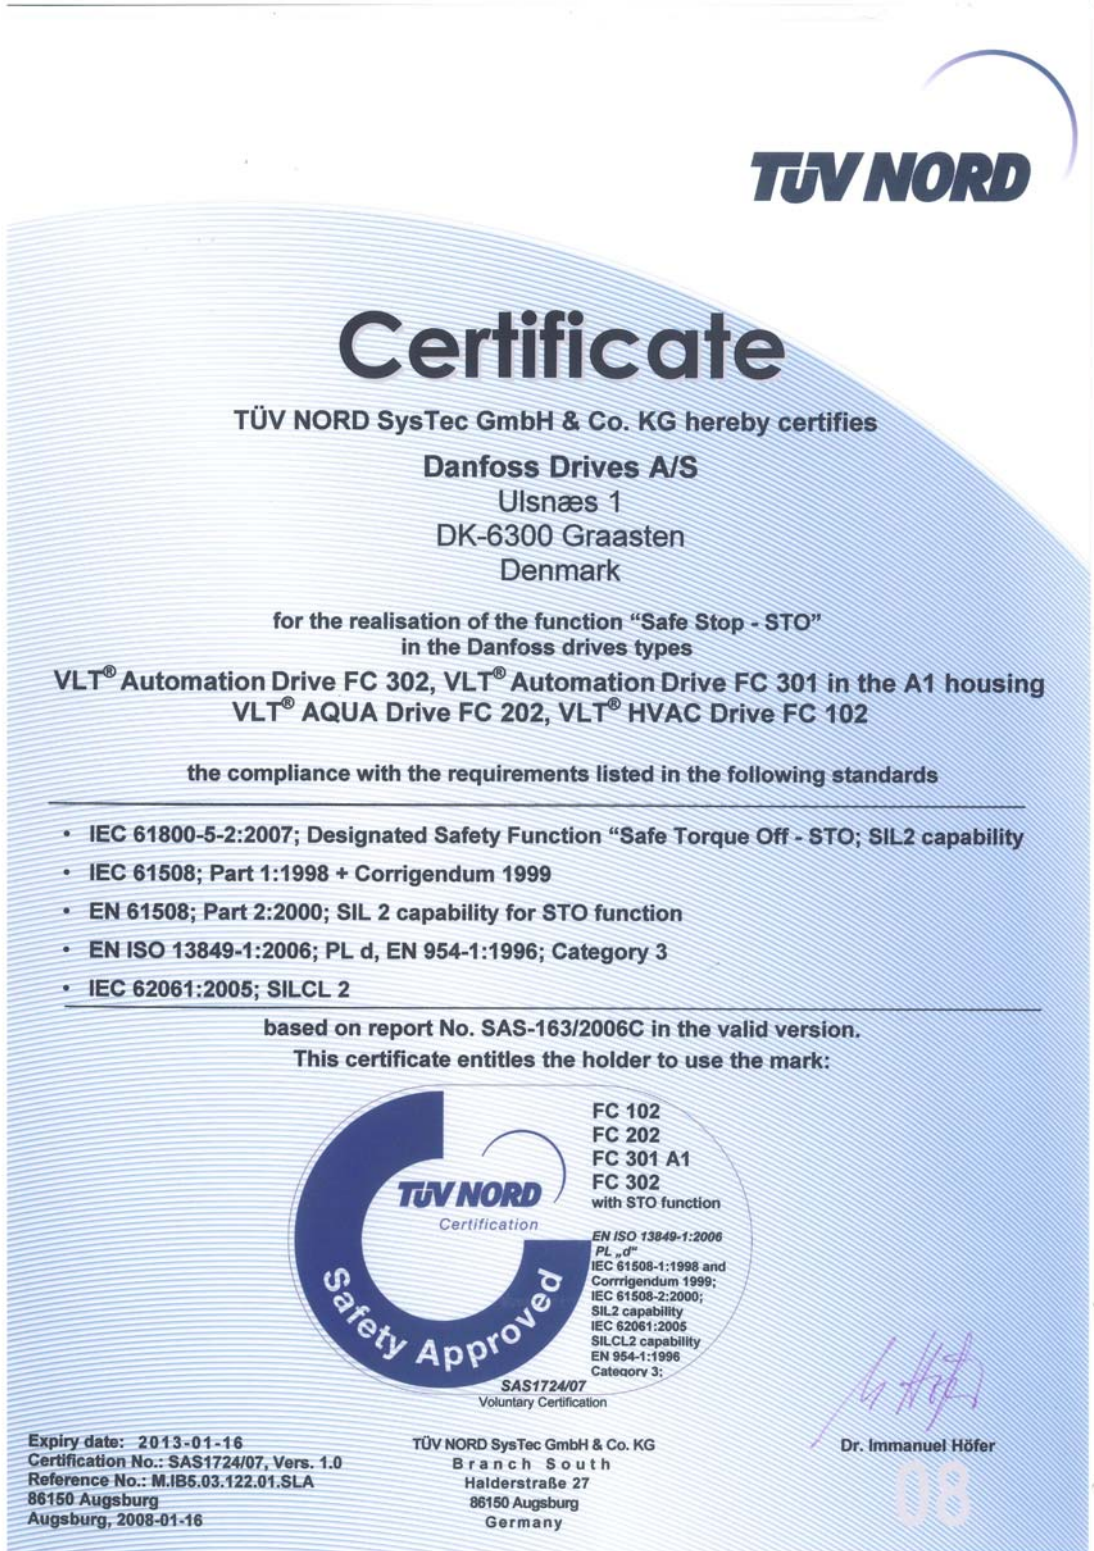 TÜV NORD
Certificate
TÜV NORD SysTec GmbH & Co. KG hereby certifies
Danfoss Drives A/S
Ulsnæs 1
DK-6300 Graasten
Denmark
for the realisation of the function “Safe Stop - STO”
in the Danfoss drives types
VLT® Automation Drive FC 302, VLT® Automation Drive FC 301 in the A1 housing
VLT® AQUA Drive FC 202, VLT® HVAC Drive FC 102
the compliance with the requirements listed in the following standards
• IEC 61800-5-2:2007; Designated Safety Function “Safe Torque Off - STO; SIL2 capability
• IEC 61508; Part 1:1998 + Corrigendum 1999
• EN 61508; Part 2:2000; SIL 2 capability for STO function
• EN ISO 13849-1:2006; PL d, EN 954-1:1996; Category 3
• IEC 62061:2005; SILCL 2
based on report No. SAS-163/2006C in the valid version.
This certificate entitles the holder to use the mark:
TÜV NORD
Certification
Safety Approved
FC 102
FC 202
FC 301 A1
FC 302
with STO function
EN ISO 13849-1:2006
PL „d“
IEC 61508-1:1998 and
Corrrigendum 1999;
IEC 61508-2:2000;
SIL2 capability
IEC 62061:2005
SILCL2 capability
EN 954-1:1996
Category 3;
SAS1724/07
Voluntary Certification
Expiry date: 2013-01-16
Certification No.: SAS1724/07, Vers. 1.0
Reference No.: M.IB5.03.122.01.SLA
86150 Augsburg
Augsburg, 2008-01-16
TÜV NORD SysTec GmbH & Co. KG
Branch South
Halderstraße 27
86150 Augsburg
Germany
Dr. Immanuel Höfer
08